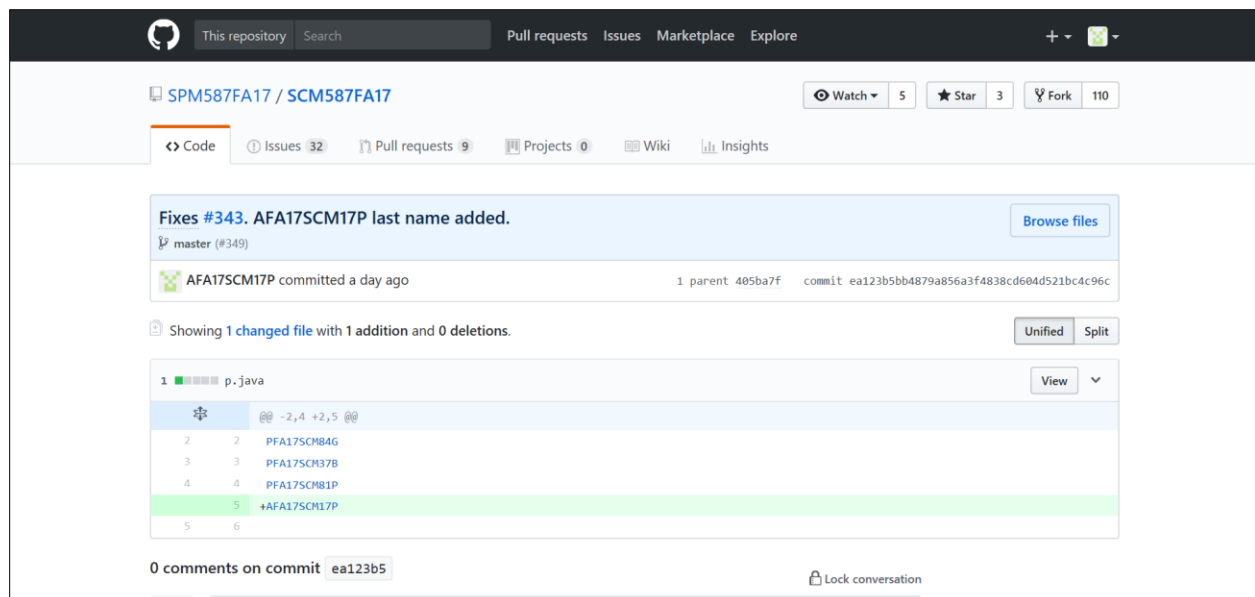 This repository Search Pull requests Issues Marketplace Explore
SPM587FA17 / SCM587FA17 Watch 5 Star 3 Fork 110
Code Issues 32 Pull requests 9 Projects 0 Wiki Insights
Fixes #343. AFA17SCM17P last name added. Browse files
master (#349)
AFA17SCM17P committed a day ago 1 parent 405ba7f commit ea123b5bb4879a856a3f4838cd604d521bc4c96c
Showing 1 changed file with 1 addition and 0 deletions. Unified Split
1 p.java View
@@ -2,4 +2,5 @@
2 2 PFA17SCM84G
3 3 PFA17SCM37B
4 4 PFA17SCM81P
5 +AFA17SCM17P
5 6
0 comments on commit ea123b5 Lock conversation